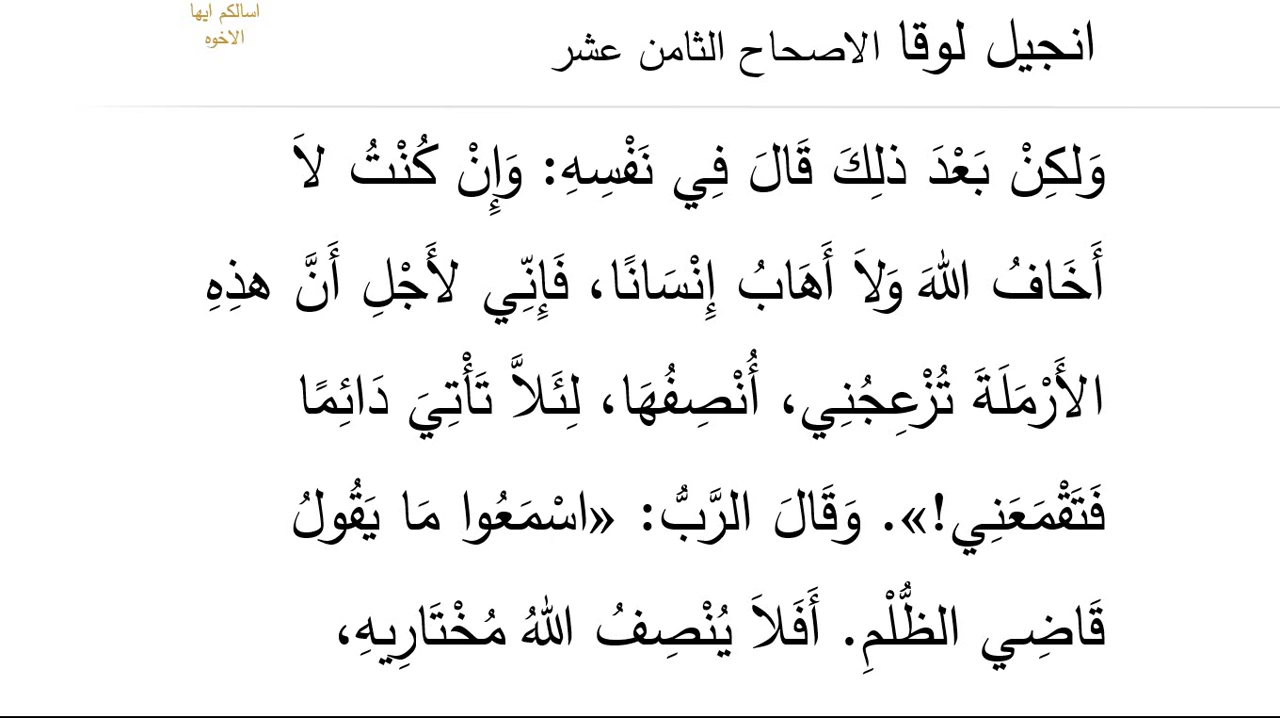 اسالكم ايها
الاخوه
انجيل لوقا الاصحاح الثامن عشر
وَلكِنْ بَعْدَ ذلِكَ قَالَ فِي نَفْسِهِ: وَإِنْ كُنْتُ لاَ
أَخَافُ اللهَ وَلاَ أَهَابُ إِنْسَانًا، فَإِنِّي لأَجْلِ أَنَّ هذِهِ
الأَرْمَلَةَ تُزْعِجُنِي، أُنْصِفُهَا، لِئَلاَّ تَأْتِيَ دَائِمًا
فَتَقْمَعَنِي!». وَقَالَ الرَّبُّ: «اسْمَعُوا مَا يَقُولُ
قَاضِي الظُّلْمِ. أَفَلاَ يُنْصِفُ اللهُ مُخْتَارِيهِ،